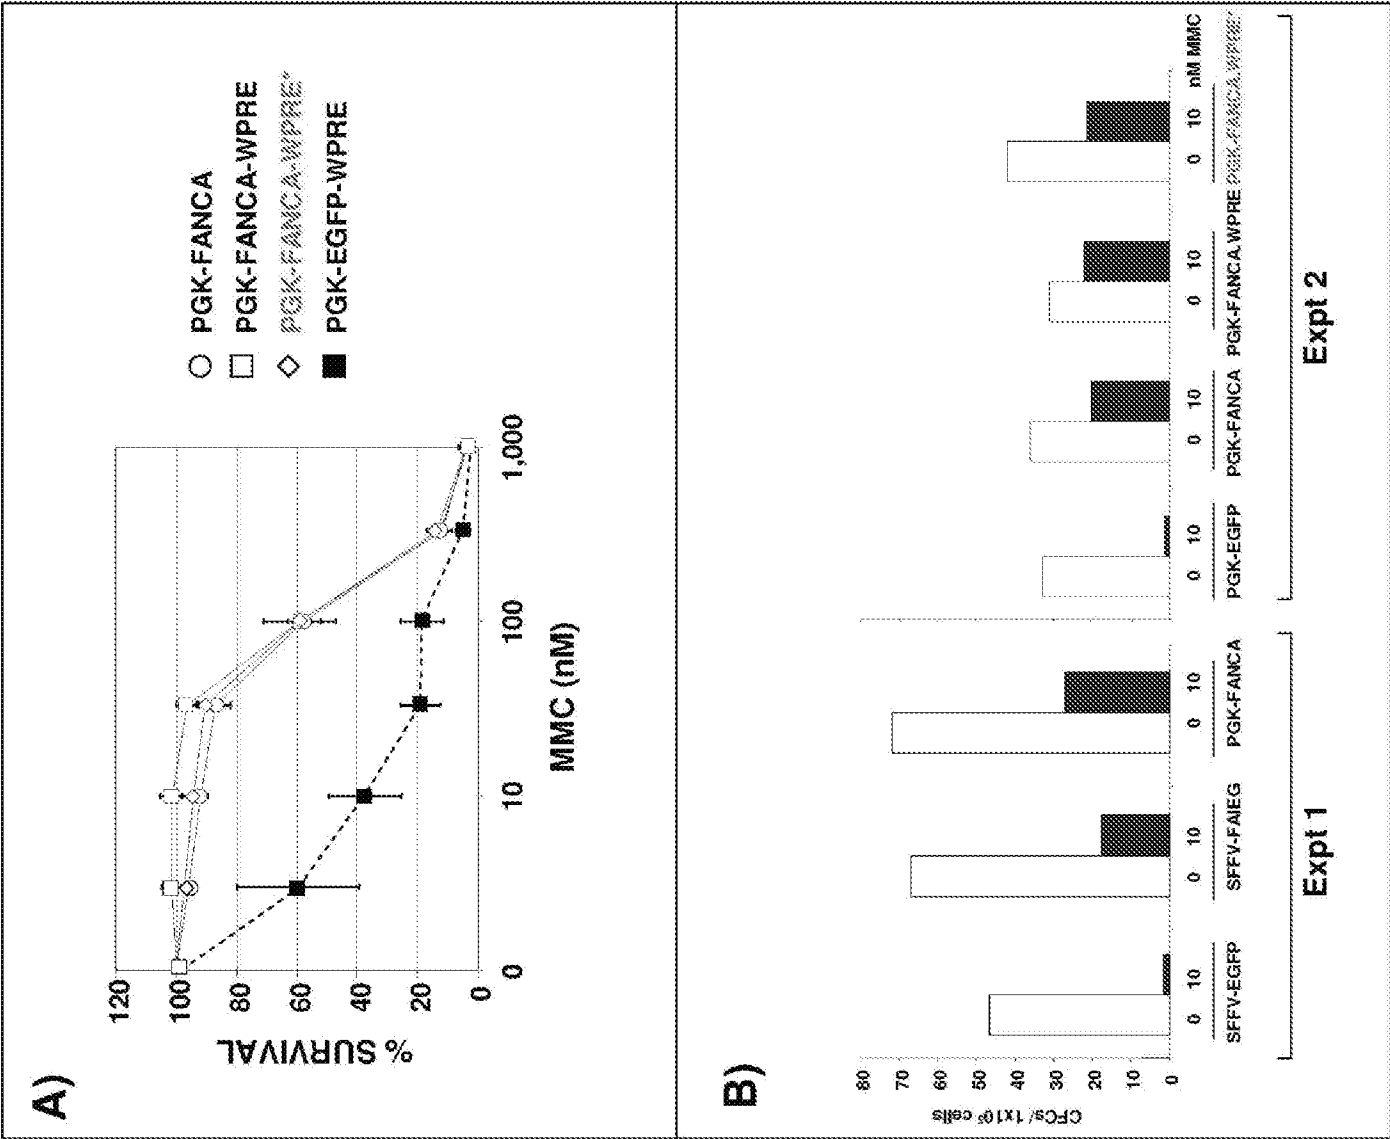 A)
% SURVIVAL
120
100
80
60
40
20
0
0 10 100 1,000
MMC (nM)
PGK-FANCA
PGK-FANCA-WPRE
PGK-FANCA-WPRE*
PGK-EGFP-WPRE
B)
CFCs/ 1x10⁵ cells
80
70
60
50
40
30
20
10
0
0 10 0 10 0 10 0 10 0 10 0 10 0 10 nM MMC
SFFV-EGFP SFFV-FAIEG PGK-FANCA PGK-EGFP PGK-FANCA PGK-FANCA.WPRE PGK-FANCA.WPRE*
Expt 1 Expt 2